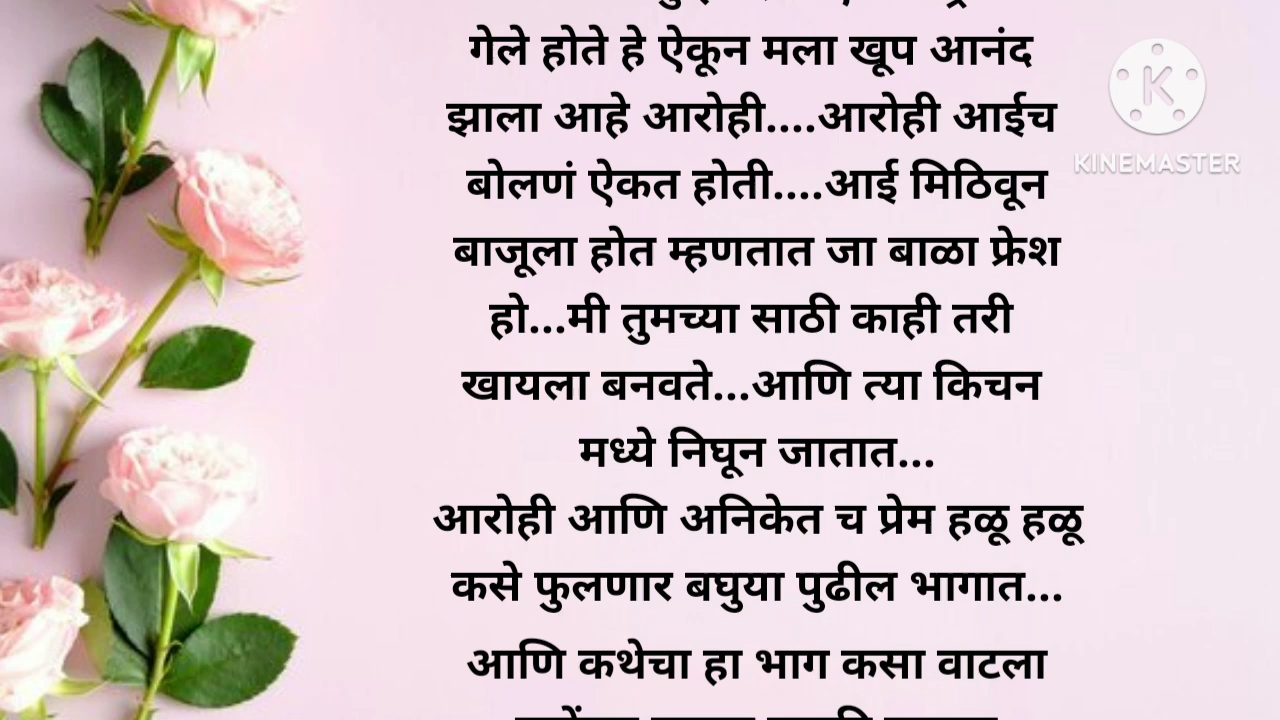 गेले होते हे ऐकून मला खूप आनंद
झाला आहे आरोही....आरोही आईच
बोलणं ऐकत होती....आई मिठिवून
बाजूला होत म्हणतात जा बाळा फ्रेश
हो...मी तुमच्या साठी काही तरी
खायला बनवते...आणि त्या किचन
मध्ये निघून जातात...
आरोही आणि अनिकेत च प्रेम हळू हळू
कसे फुलणार बघुया पुढील भागात...
आणि कथेचा हा भाग कसा वाटला
K
KINEMASTER